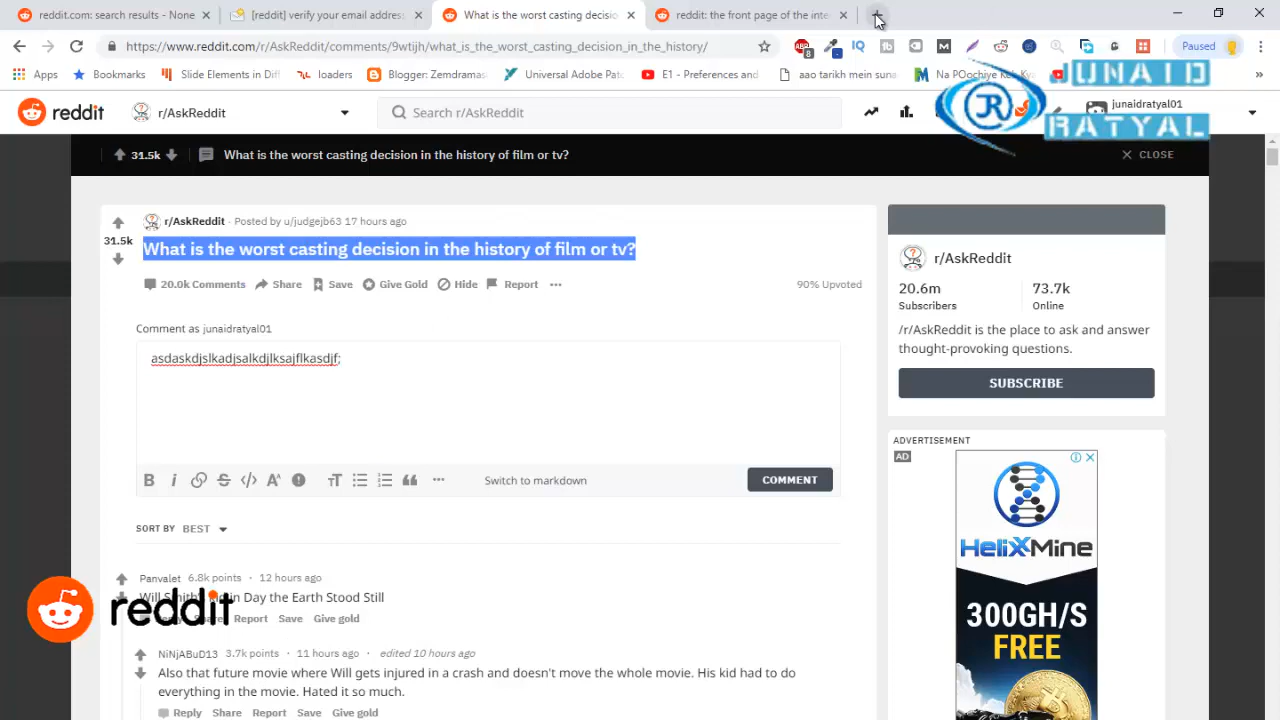 reddit.com: search results - None
[reddit] verify your email address
What is the worst casting decisio
reddit: the front page of the inte
https://www.reddit.com/r/AskReddit/comments/9wtijh/what_is_the_worst_casting_decision_in_the_history/
8
IQ
M
Paused
Apps
Bookmarks
Slide Elements in Dif
loaders
Blogger: Zemdramas
Universal Adobe Pat
E1 - Preferences and
aao tarikh mein suna
Na POochiye Keh Kya
»
JUNAID
RATYAL
JR
reddit
r/AskReddit
Search r/AskReddit
junaidratyal01
31.5k
What is the worst casting decision in the history of film or tv?
CLOSE
r/AskReddit · Posted by u/judgejb63 17 hours ago
31.5k
What is the worst casting decision in the history of film or tv?
20.0k Comments
Share
Save
Give Gold
Hide
Report
90% Upvoted
Comment as junaidratyal01
asdaskdjslkadjsalkdjlksajflkasdjf;
Switch to markdown
COMMENT
SORT BY BEST
Panvalet 6.8k points · 12 hours ago
Will Smith's
in Day the Earth Stood Still
Report Save Give gold
reddit
NiNjABuD13 3.7k points · 11 hours ago · edited 10 hours ago
Also that future movie where Will gets injured in a crash and doesn't move the whole movie. His kid had to do
everything in the movie. Hated it so much.
Reply Share Report Save Give gold
r/AskReddit
20.6m
73.7k
Subscribers
Online
/r/AskReddit is the place to ask and answer
thought-provoking questions.
SUBSCRIBE
ADVERTISEMENT
AD
HeliXXMine
300GH/S
FREE